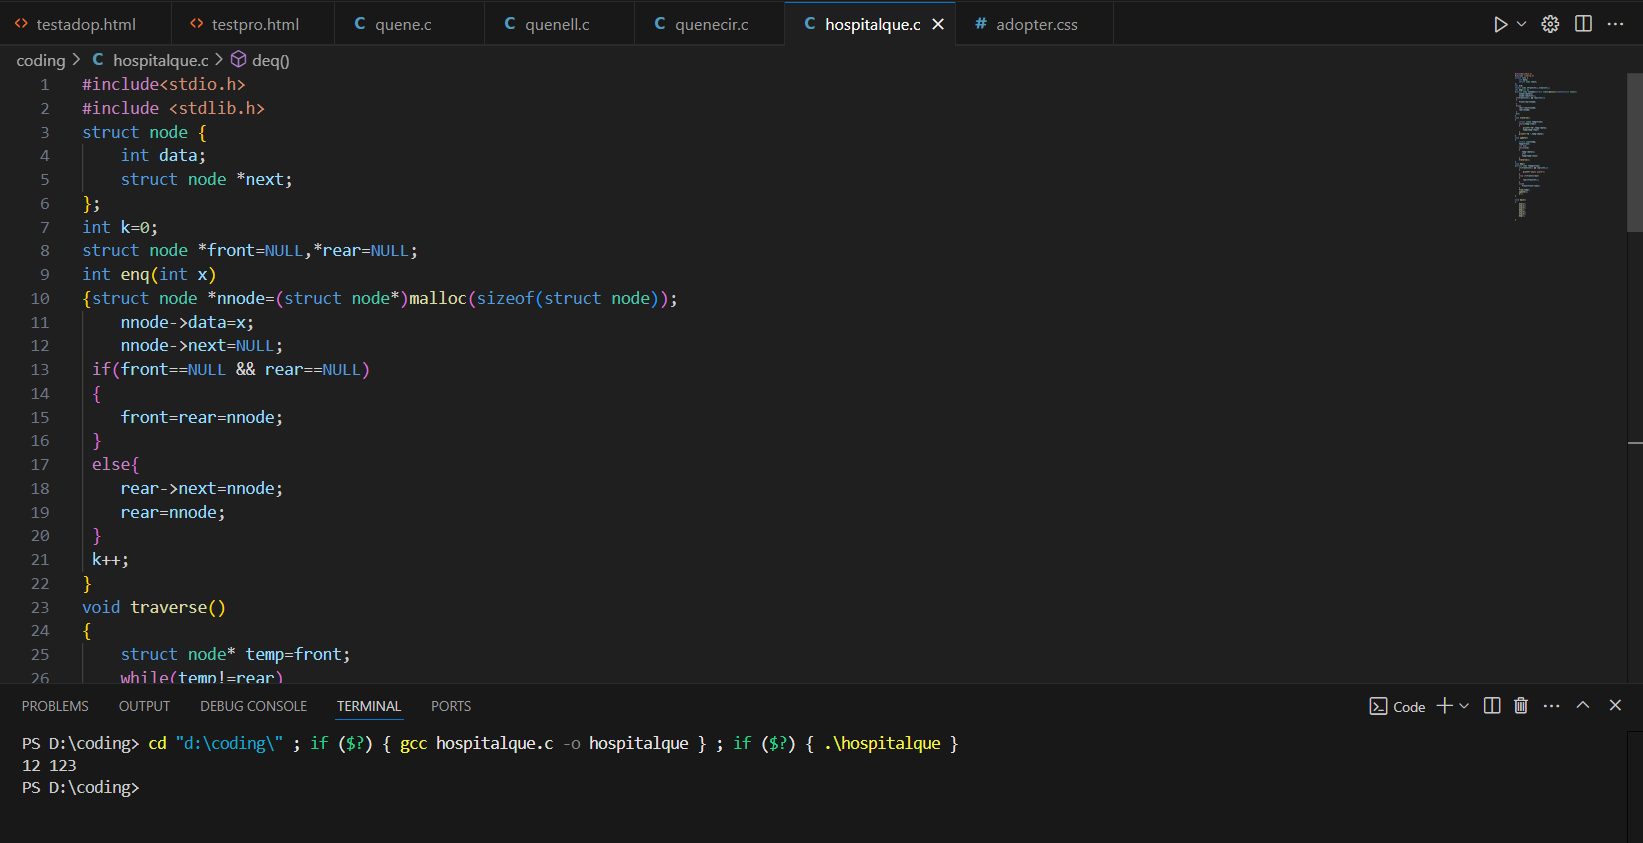 testadop.html testpro.html C quene.c C quenell.c C quenecir.c C hospitalque.c # adopter.css
coding > C hospitalque.c > deq()
1 #include<stdio.h>
2 #include <stdlib.h>
3 struct node {
4 int data;
5 struct node *next;
6 };
7 int k=0;
8 struct node *front=NULL,*rear=NULL;
9 int enq(int x)
10 {struct node *nnode=(struct node*)malloc(sizeof(struct node));
11 nnode->data=x;
12 nnode->next=NULL;
13 if(front==NULL && rear==NULL)
14 {
15 front=rear=nnode;
16 }
17 else{
18 rear->next=nnode;
19 rear=nnode;
20 }
21 k++;
22 }
23 void traverse()
24 {
25 struct node* temp=front;
26 while(temp!=rear)
PROBLEMS OUTPUT DEBUG CONSOLE TERMINAL PORTS Code
PS D:\coding> cd "d:\coding\" ; if ($?) { gcc hospitalque.c -o hospitalque } ; if ($?) { .\hospitalque }
12 123
PS D:\coding>